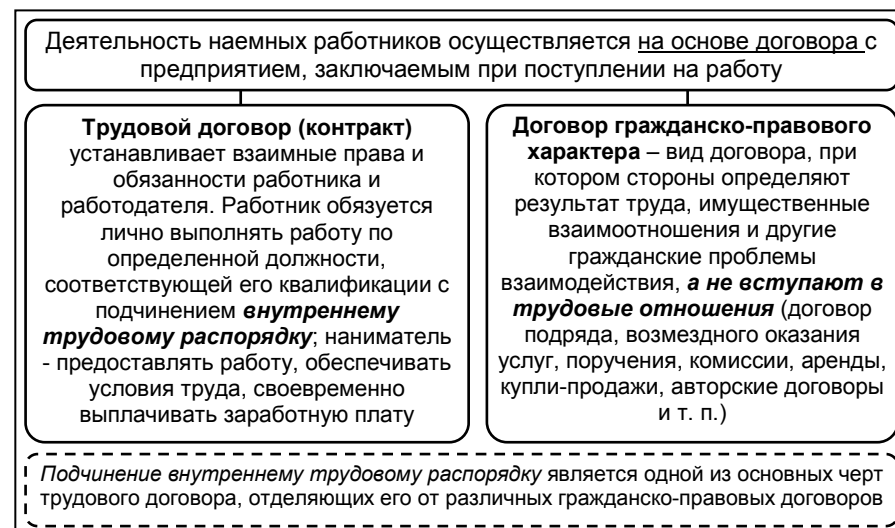 Деятельность наемных работников осуществляется на основе договора с
предприятием, заключаемым при поступлении на работу
Трудовой договор (контракт)
устанавливает взаимные права и
обязанности работника и
работодателя. Работник обязуется
лично выполнять работу по
определенной должности,
соответствующей его квалификации с
подчинением внутреннему
трудовому распорядку; наниматель
- предоставлять работу, обеспечивать
условия труда, своевременно
выплачивать заработную плату
Договор гражданско-правового
характера – вид договора, при
котором стороны определяют
результат труда, имущественные
взаимоотношения и другие
гражданские проблемы
взаимодействия, а не вступают в
трудовые отношения (договор
подряда, возмездного оказания
услуг, поручения, комиссии, аренды,
купли-продажи, авторские договоры
и т. п.)
Подчинение внутреннему трудовому распорядку является одной из основных черт
трудового договора, отделяющих его от различных гражданско-правовых договоров